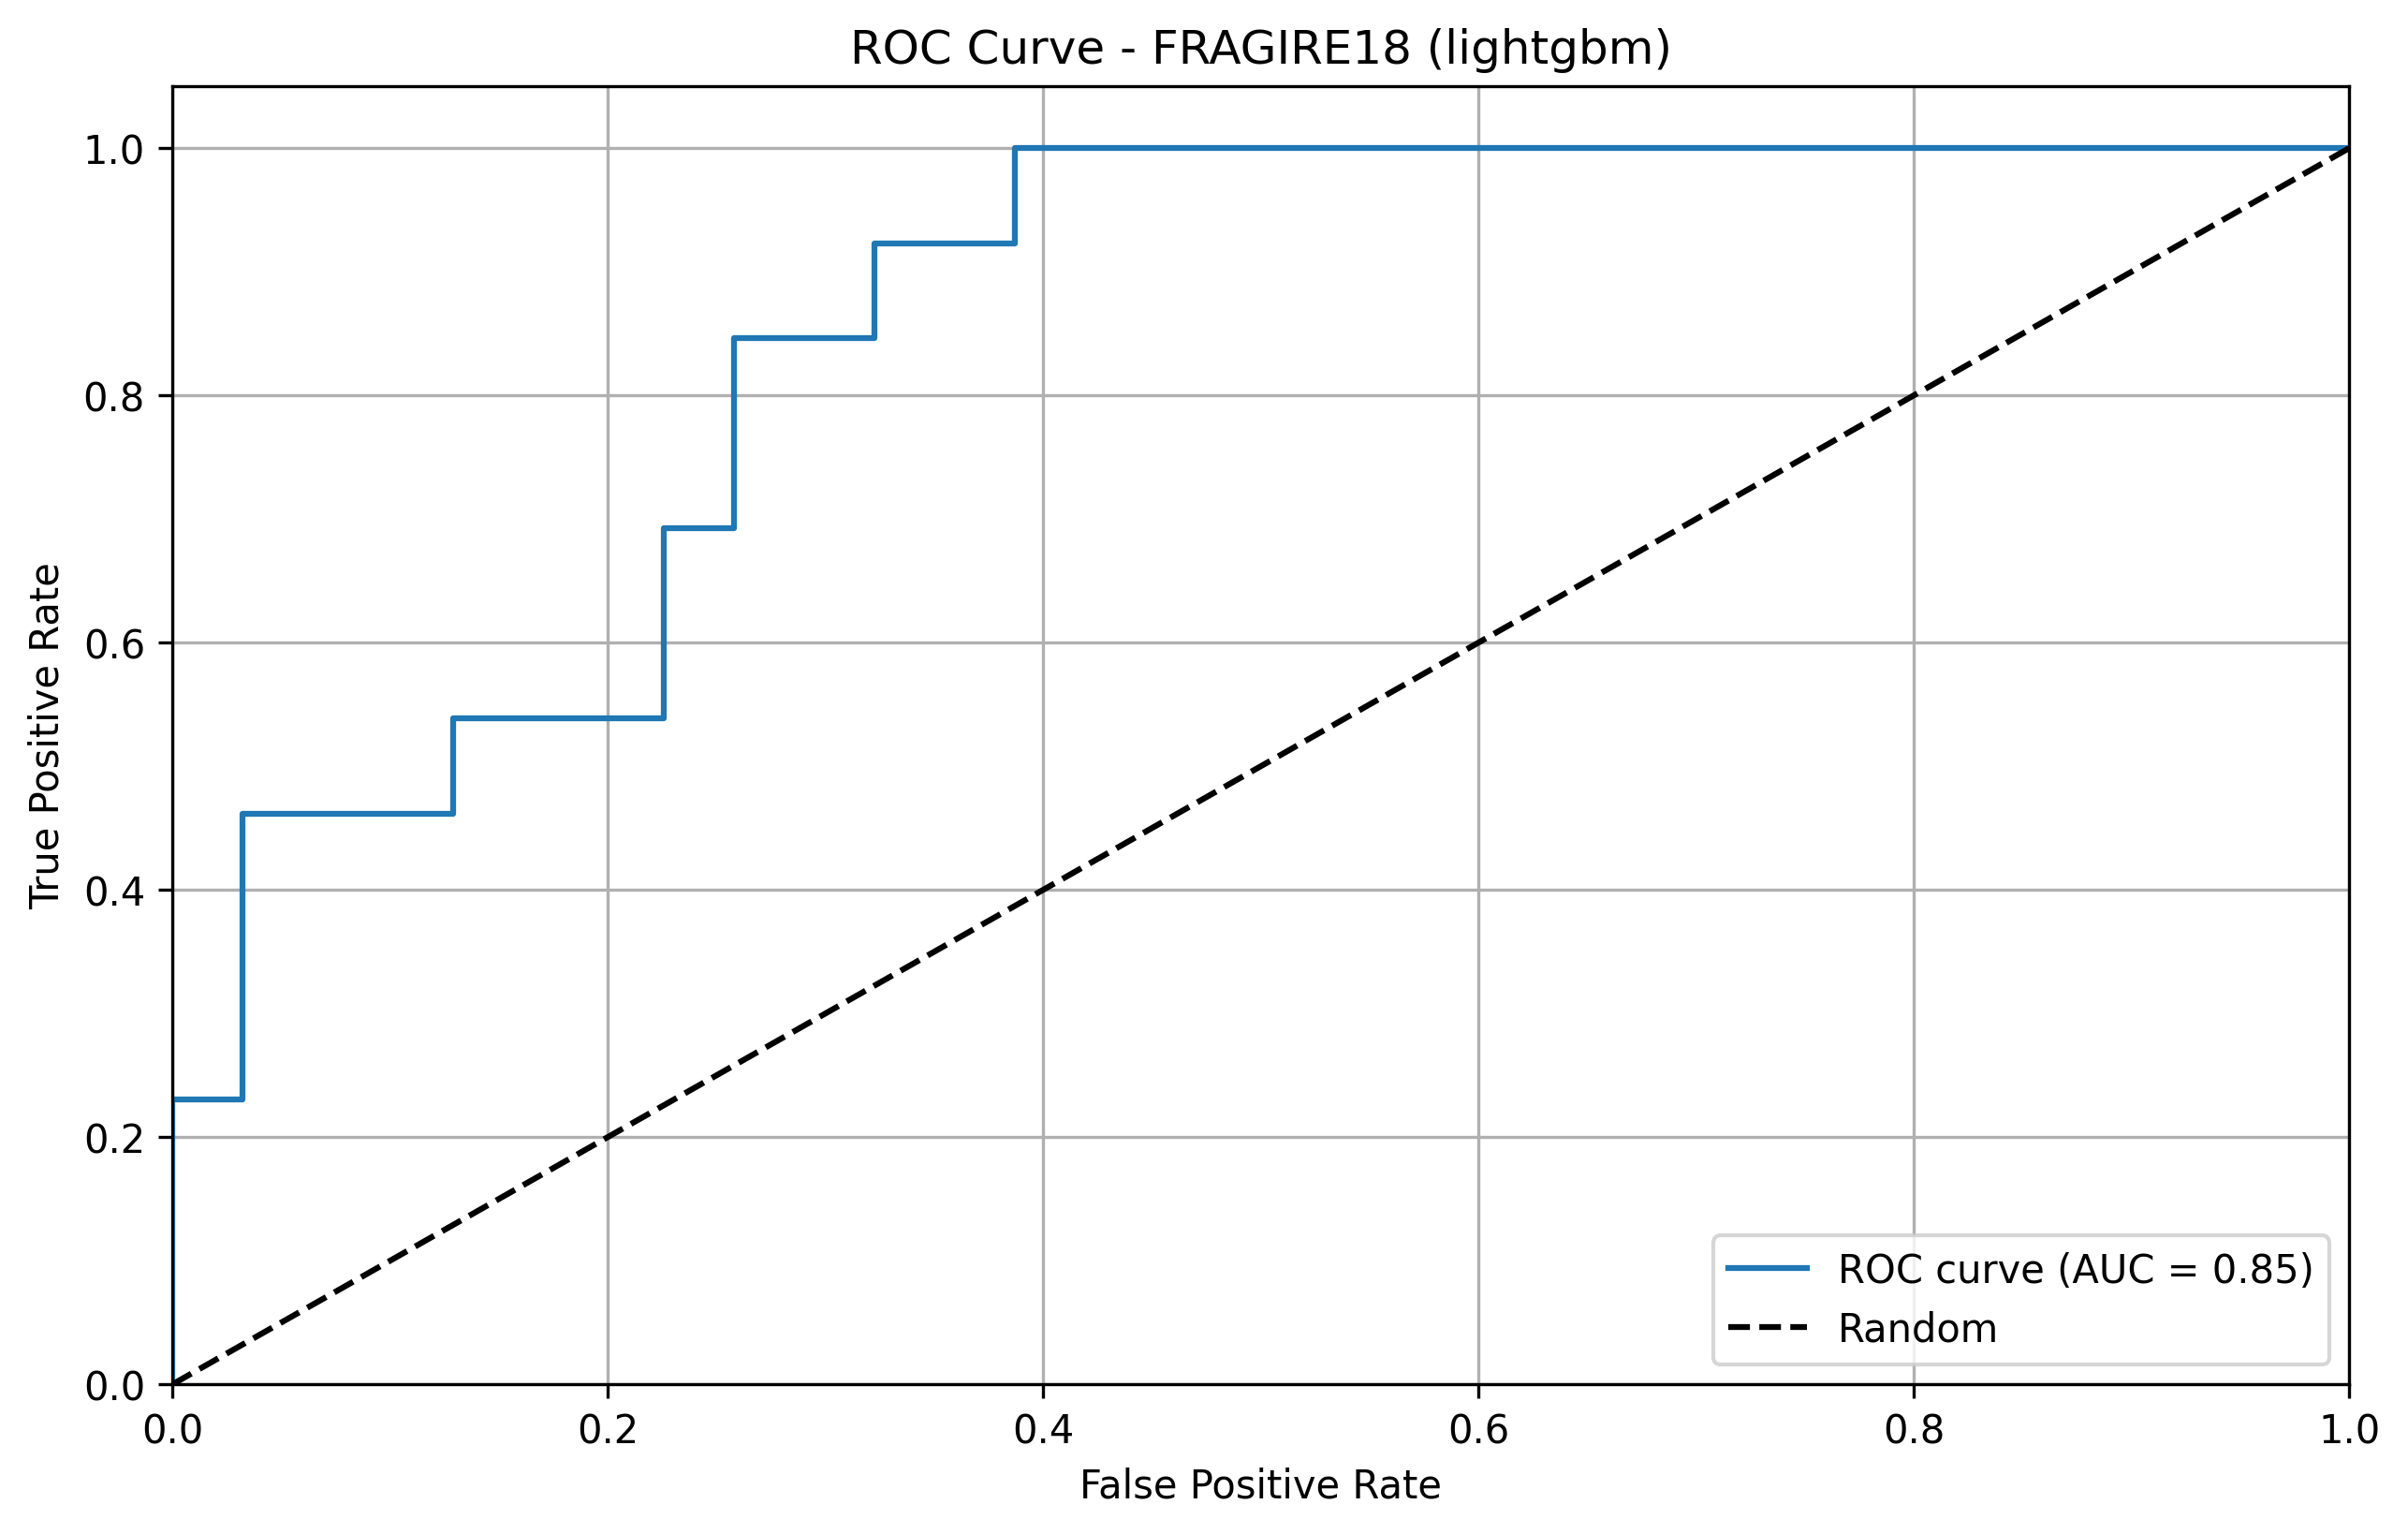 ROC Curve - FRAGIRE18 (lightgbm)
1.0
0.8
0.6
0.4
0.2
0.0
True Positive Rate
0.0 0.2 0.4 0.6 0.8 1.0
False Positive Rate
ROC curve (AUC = 0.85)
Random